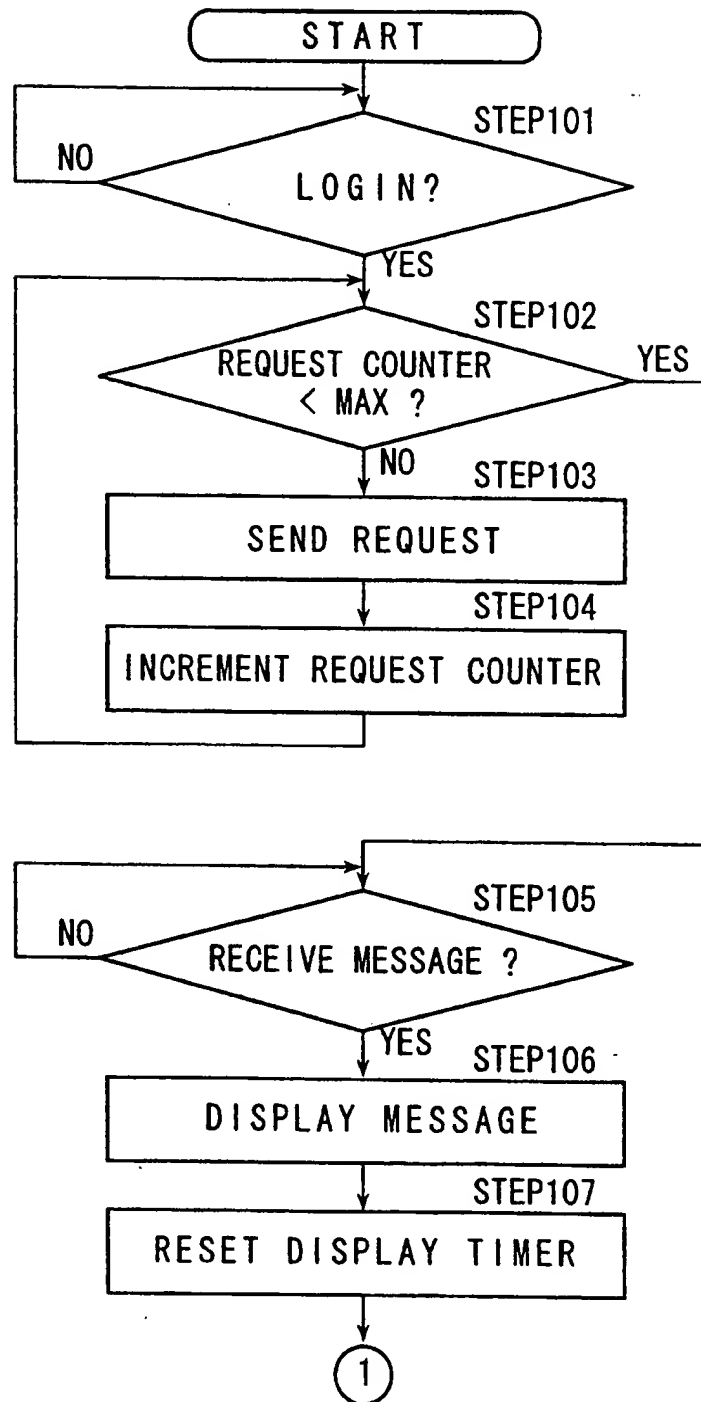 START
STEP101
NO
LOGIN?
YES
STEP102
REQUEST COUNTER
< MAX ?
YES
NO
STEP103
SEND REQUEST
STEP104
INCREMENT REQUEST COUNTER
STEP105
NO
RECEIVE MESSAGE ?
YES
STEP106
DISPLAY MESSAGE
STEP107
RESET DISPLAY TIMER
1